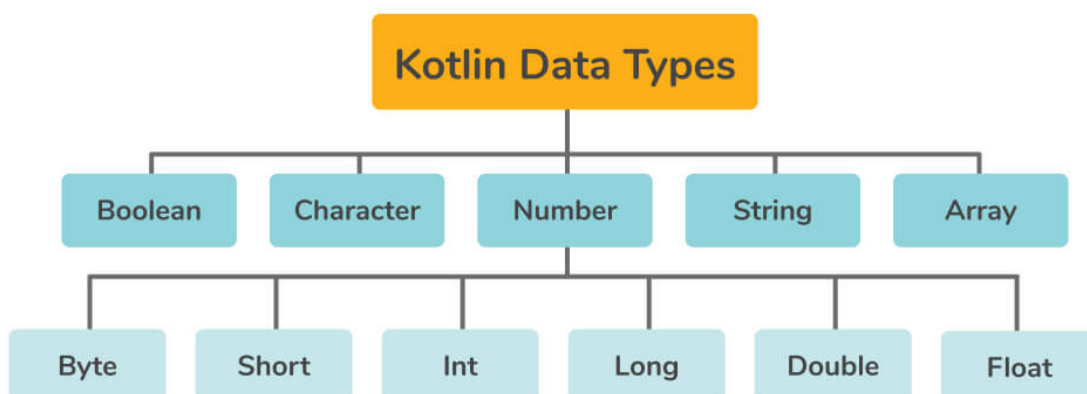 Kotlin Data Types
Boolean Character Number String Array
Byte Short Int Long Double Float